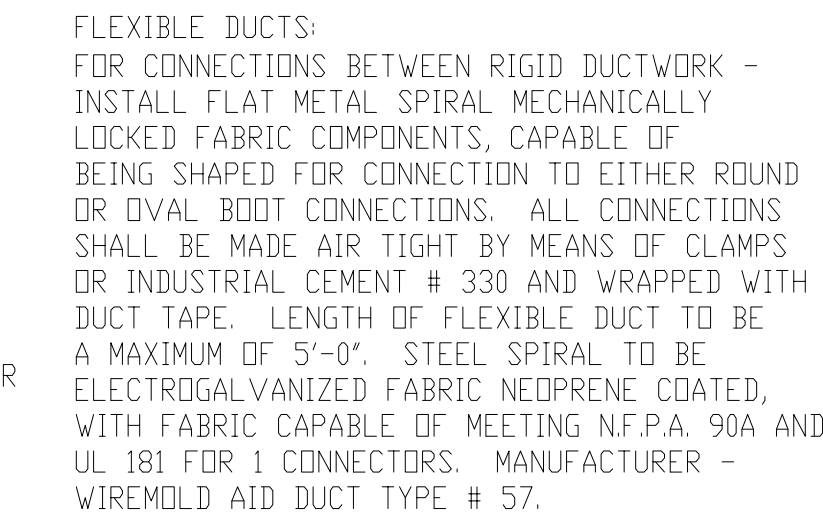 FLEXIBLE DUCTS:
FOR CONNECTIONS BETWEEN RIGID DUCTWORK -
INSTALL FLAT METAL SPIRAL MECHANICALLY
LOCKED FABRIC COMPONENTS, CAPABLE OF
BEING SHAPED FOR CONNECTION TO EITHER ROUND
OR OVAL BOOT CONNECTIONS. ALL CONNECTIONS
SHALL BE MADE AIR TIGHT BY MEANS OF CLAMPS
OR INDUSTRIAL CEMENT # 330 AND WRAPPED WITH
DUCT TAPE. LENGTH OF FLEXIBLE DUCT TO BE
A MAXIMUM OF 5'-0". STEEL SPIRAL TO BE
R
ELECTROGALVANIZED FABRIC NEOPRENE COATED,
WITH FABRIC CAPABLE OF MEETING N.F.P.A. 90A AND
UL 181 FOR 1 CONNECTORS. MANUFACTURER -
WIREMOLD AID DUCT TYPE # 57.